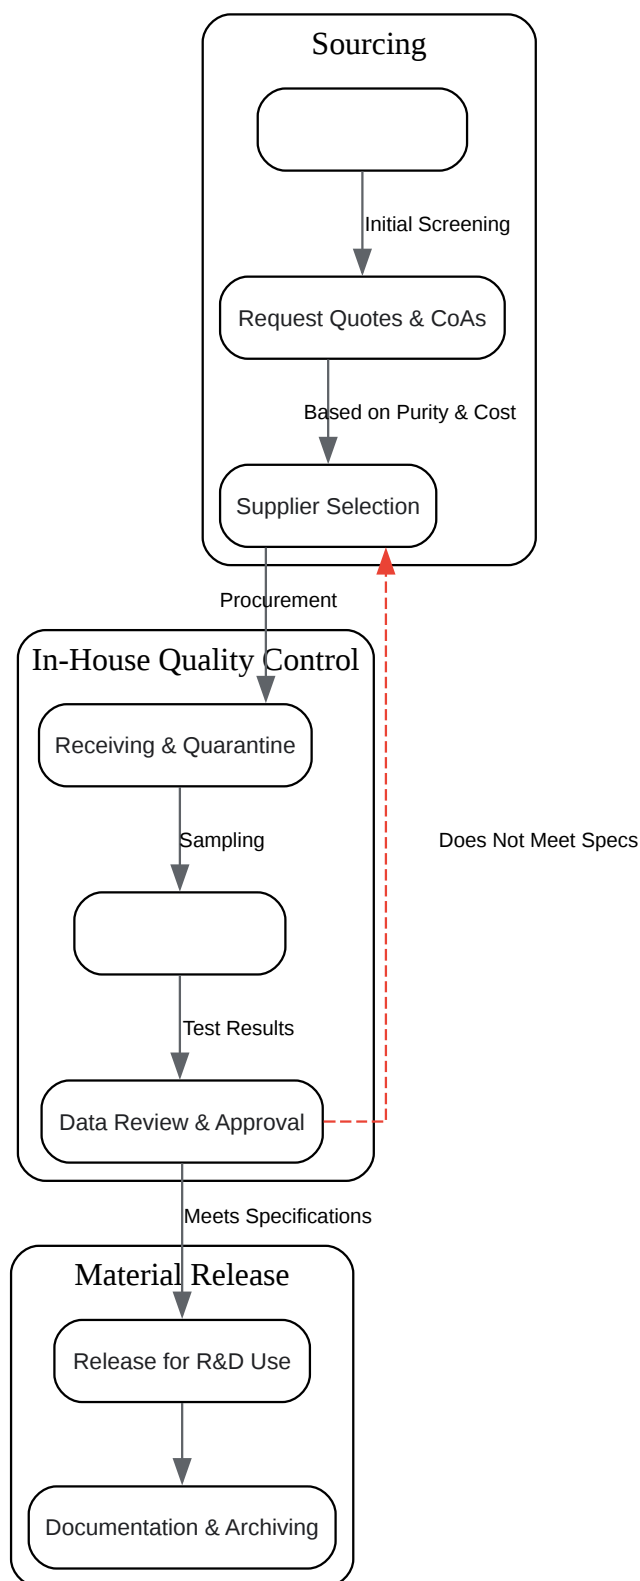 Sourcing
Initial Screening
Request Quotes & CoAs
Based on Purity & Cost
Supplier Selection
Procurement
In-House Quality Control
Receiving & Quarantine
Sampling
Does Not Meet Specs
Test Results
Data Review & Approval
Meets Specifications
Material Release
Release for R&D Use
Documentation & Archiving